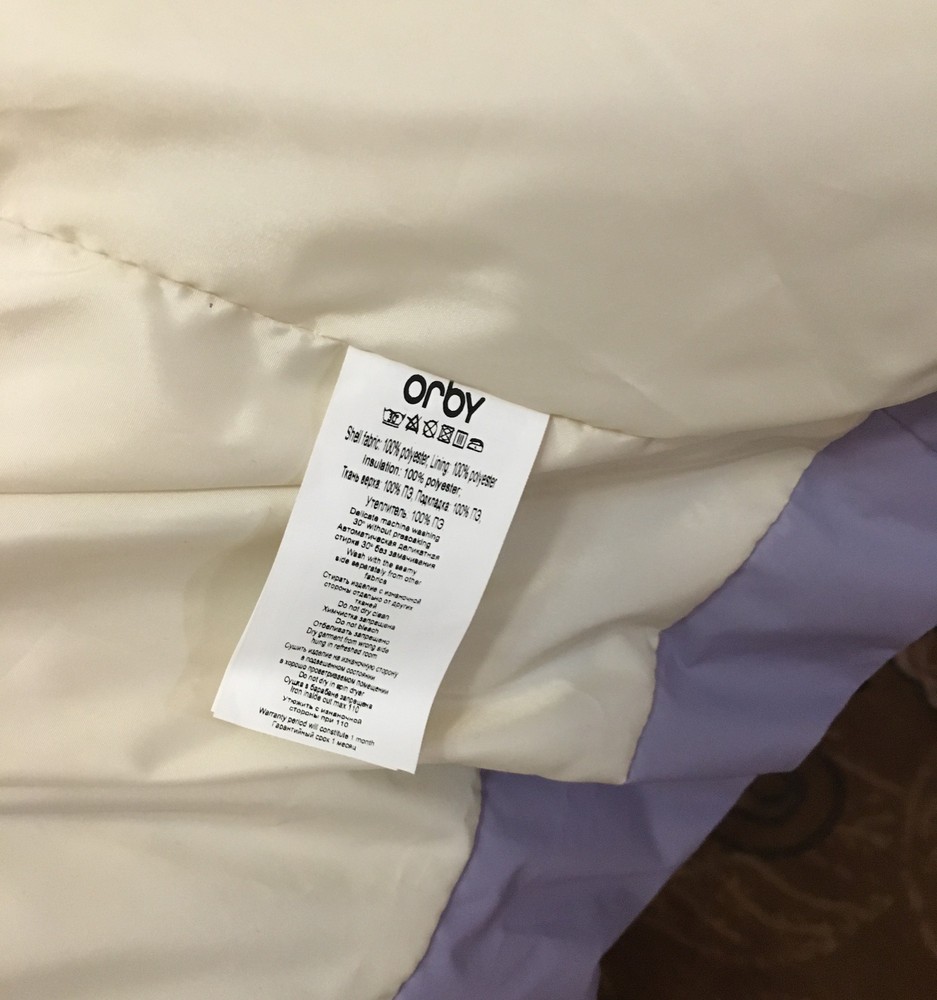 orby
30°
Shell fabric: 100% polyester, Lining 100% polyester
Insulation: 100% polyester;
Ткань верха: 100% ПЭ, Подкладка: 100% ПЭ,
Утеплитель: 100% ПЭ
Delicate machine washing
30° without presoaking
Автоматическая деликатная
стирка 30° без замачивания
Wash with the seamy
side separately from other
fabrics
Стирать изделие с изнаночной
стороны отдельно от других
тканей
Do not dry clean
Химчистка запрещена
Do not bleach
Отбеливать запрещено
Dry garment from wrong side
hung in refreshed room
Сушить изделие на изнаночную сторону
в подвешенном состоянии
в хорошо проветриваемом помещении
Do not dry in spin dryer
Сушка в барабане запрещена
Iron inside out max 110
Утюжить с изнаночной
стороны при 110
Warranty period will constitute 1 month
Гарантийный срок 1 месяц